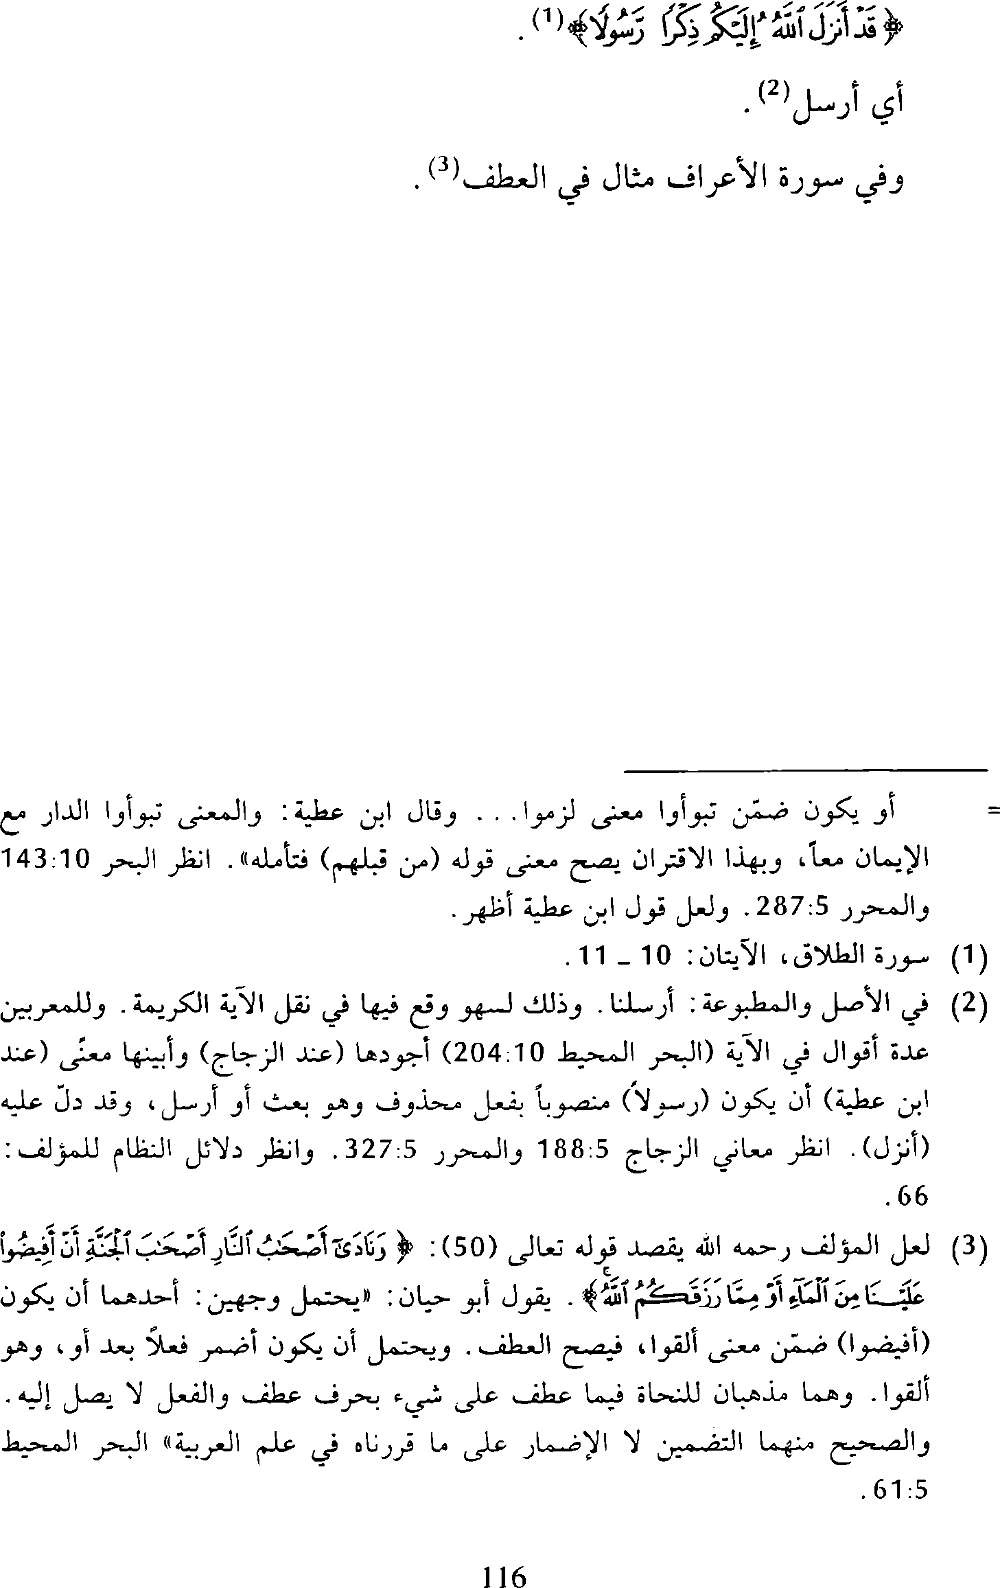 ﴿قَدْ أَنزَلَ ٱللَّهُ إِلَيْكُمْ ذِكْرًا رَّسُولًا﴾(1).
أي أرسل(2).
وفي سورة الأعراف مثال في العطف(3).
= أو يكون ضمّن تبوأوا معنى لزموا... وقال ابن عطية: والمعنى تبوأوا الدار مع
الإيمان معاً، وبهذا الاقتران يصح معنى قوله (من قبلهم) فتأمله». انظر البحر 143:10
والمحرر 287:5. ولعل قول ابن عطية أظهر.
(1) سورة الطلاق، الآيتان: 10 – 11.
(2) في الأصل والمطبوعة: أرسلنا. وذلك لسهو وقع فيها في نقل الآية الكريمة. وللمعربين
عدة أقوال في الآية (البحر المحيط 204:10) أجودها (عند الزجاج) وأبينها معنًى (عند
ابن عطية) أن يكون (رسولاً) منصوباً بفعل محذوف وهو بعث أو أرسل، وقد دلّ عليه
(أنزل). انظر معاني الزجاج 188:5 والمحرر 327:5. وانظر دلائل النظام للمؤلف:
66.
(3) لعل المؤلف رحمه الله يقصد قوله تعالى (50): ﴿وَنَادَىٰٓ أَصْحَٰبُ ٱلنَّارِ أَصْحَٰبَ ٱلْجَنَّةِ أَنْ أَفِيضُوا۟
عَلَيْنَا مِنَ ٱلْمَآءِ أَوْ مِمَّا رَزَقَكُمُ ٱللَّهُۚ﴾. يقول أبو حيان: «يحتمل وجهين: أحدهما أن يكون
(أفيضوا) ضمّن معنى ألقوا، فيصح العطف. ويحتمل أن يكون أضمر فعلاً بعد أو، وهو
ألقوا. وهما مذهبان للنحاة فيما عطف على شيء بحرف عطف والفعل لا يصل إليه.
والصحيح منهما التضمين لا الإضمار على ما قررناه في علم العربية» البحر المحيط
61:5.
116